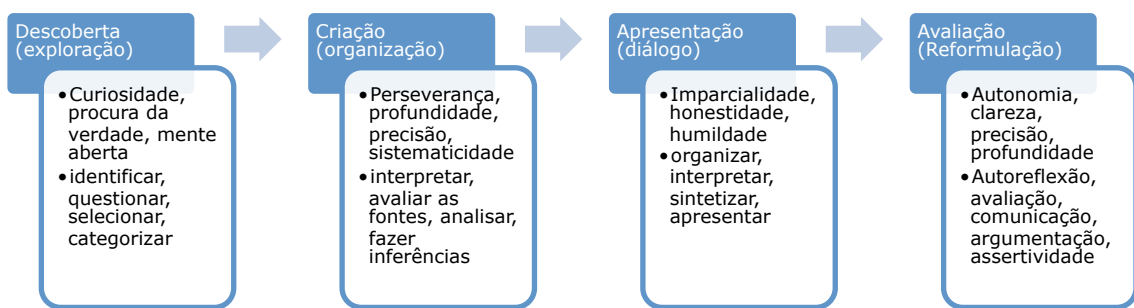 Descoberta
(exploração)
•Curiosidade,
procura da
verdade, mente
aberta
•identificar,
questionar,
selecionar,
categorizar
Criação
(organização)
•Perseverança,
profundidade,
precisão,
sistematicidade
•interpretar,
avaliar as
fontes, analisar,
fazer
inferências
Apresentação
(diálogo)
•Imparcialidade,
honestidade,
humildade
•organizar,
interpretar,
sintetizar,
apresentar
Avaliação
(Reformulação)
•Autonomia,
clareza,
precisão,
profundidade
•Autoreflexão,
avaliação,
comunicação,
argumentação,
assertividade